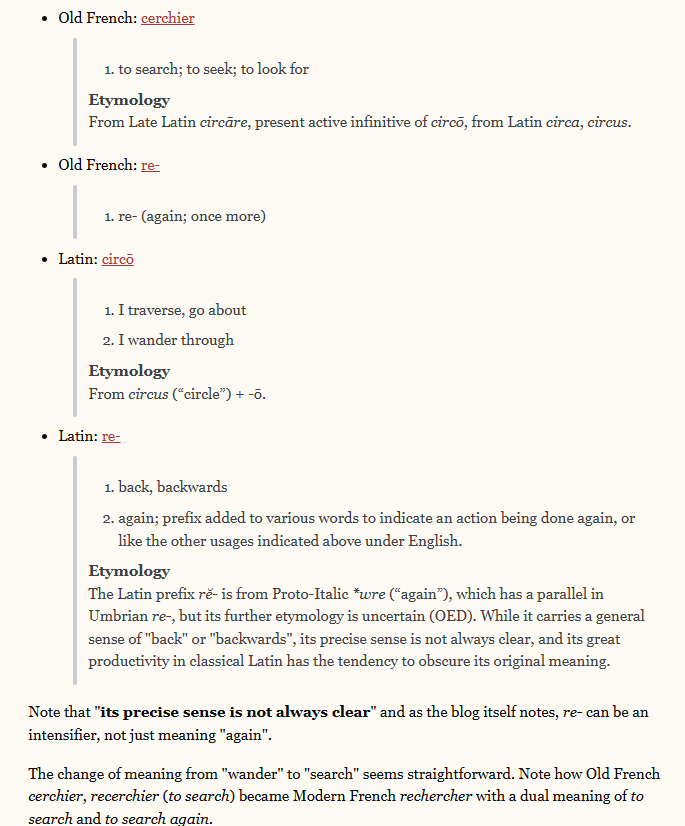 • Old French: cerchier
1. to search; to seek; to look for
Etymology
From Late Latin circāre, present active infinitive of circō, from Latin circa, circus.
• Old French: re-
1. re- (again; once more)
• Latin: circō
1. I traverse, go about
2. I wander through
Etymology
From circus (“circle”) + -ō.
• Latin: re-
1. back, backwards
2. again; prefix added to various words to indicate an action being done again, or
like the other usages indicated above under English.
Etymology
The Latin prefix rĕ- is from Proto-Italic *wre (“again”), which has a parallel in
Umbrian re-, but its further etymology is uncertain (OED). While it carries a general
sense of "back" or "backwards", its precise sense is not always clear, and its great
productivity in classical Latin has the tendency to obscure its original meaning.
Note that "its precise sense is not always clear" and as the blog itself notes, re- can be an
intensifier, not just meaning "again".
The change of meaning from "wander" to "search" seems straightforward. Note how Old French
cerchier, recerchier (to search) became Modern French rechercher with a dual meaning of to
search and to search again.